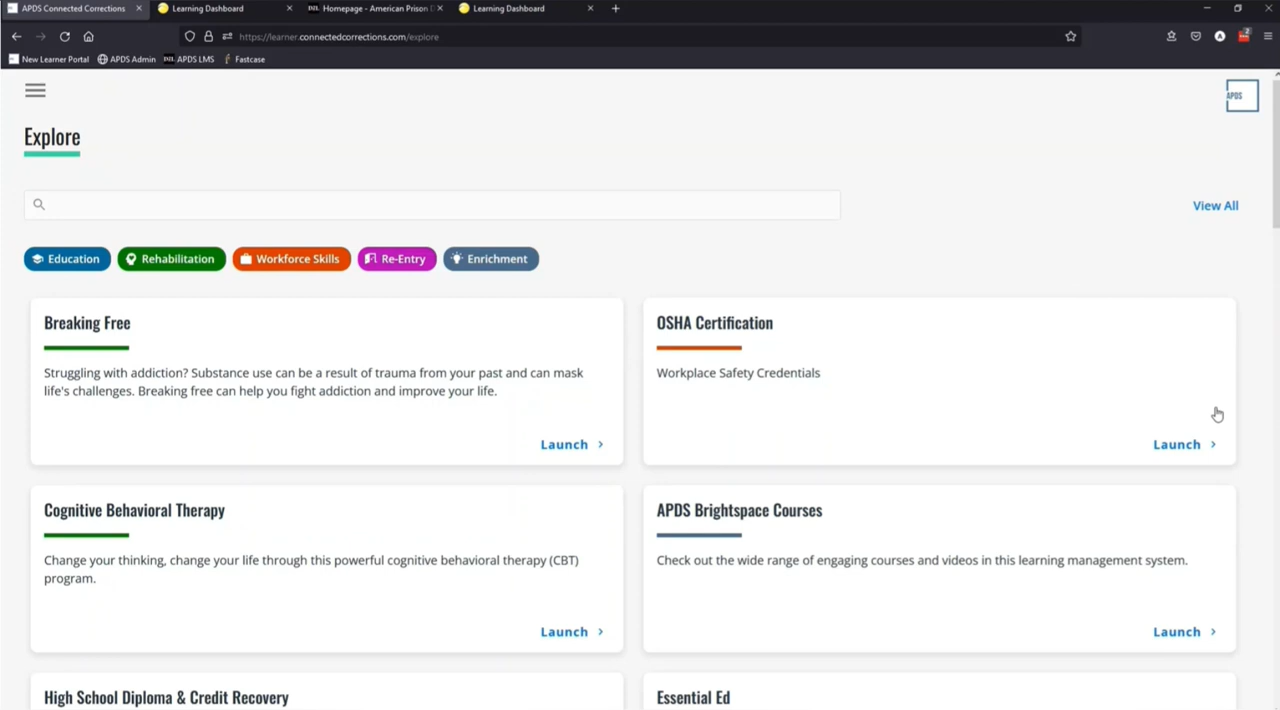 APDS Connected Corrections
Learning Dashboard
Homepage - American Prison D
Learning Dashboard
https://learner.connectedcorrections.com/explore
2
New Learner Portal
APDS Admin
APDS LMS
Fastcase
APDS
Explore
View All
Education
Rehabilitation
Workforce Skills
Re-Entry
Enrichment
Breaking Free
Struggling with addiction? Substance use can be a result of trauma from your past and can mask
life's challenges. Breaking free can help you fight addiction and improve your life.
Launch
OSHA Certification
Workplace Safety Credentials
Launch
Cognitive Behavioral Therapy
Change your thinking, change your life through this powerful cognitive behavioral therapy (CBT)
program.
Launch
APDS Brightspace Courses
Check out the wide range of engaging courses and videos in this learning management system.
Launch
High School Diploma & Credit Recovery
Essential Ed